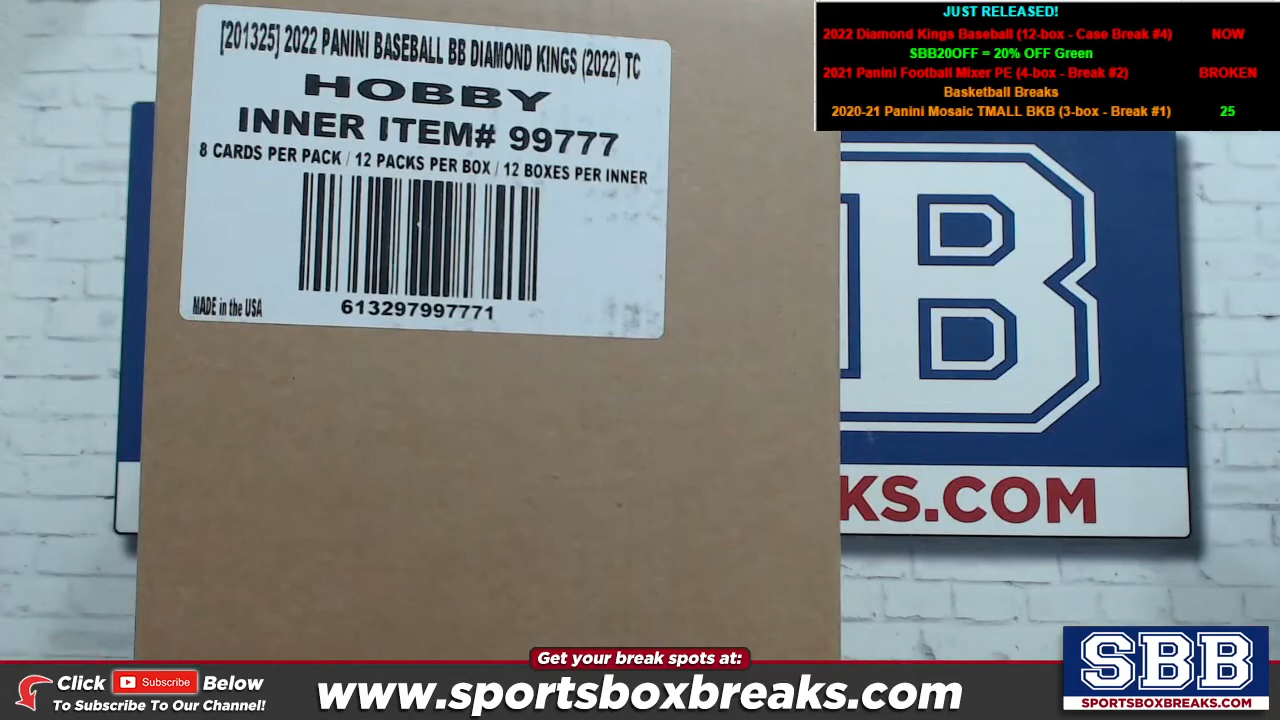 [201325] 2022 PANINI BASEBALL BB DIAMOND KINGS (2022) TC
HOBBY
INNER ITEM# 99777
8 CARDS PER PACK / 12 PACKS PER BOX / 12 BOXES PER INNER
MADE in the USA
613297997771
JUST RELEASED!
2022 Diamond Kings Baseball (12-box - Case Break #4) NOW
SBB20OFF = 20% OFF Green
2021 Panini Football Mixer PE (4-box - Break #2) BROKEN
Basketball Breaks
2020-21 Panini Mosaic TMALL BKB (3-box - Break #1) 25
B
KS.COM
Get your break spots at:
Click Subscribe Below
To Subscribe To Our Channel!
www.sportsboxbreaks.com
SBB
SPORTSBOXBREAKS.COM